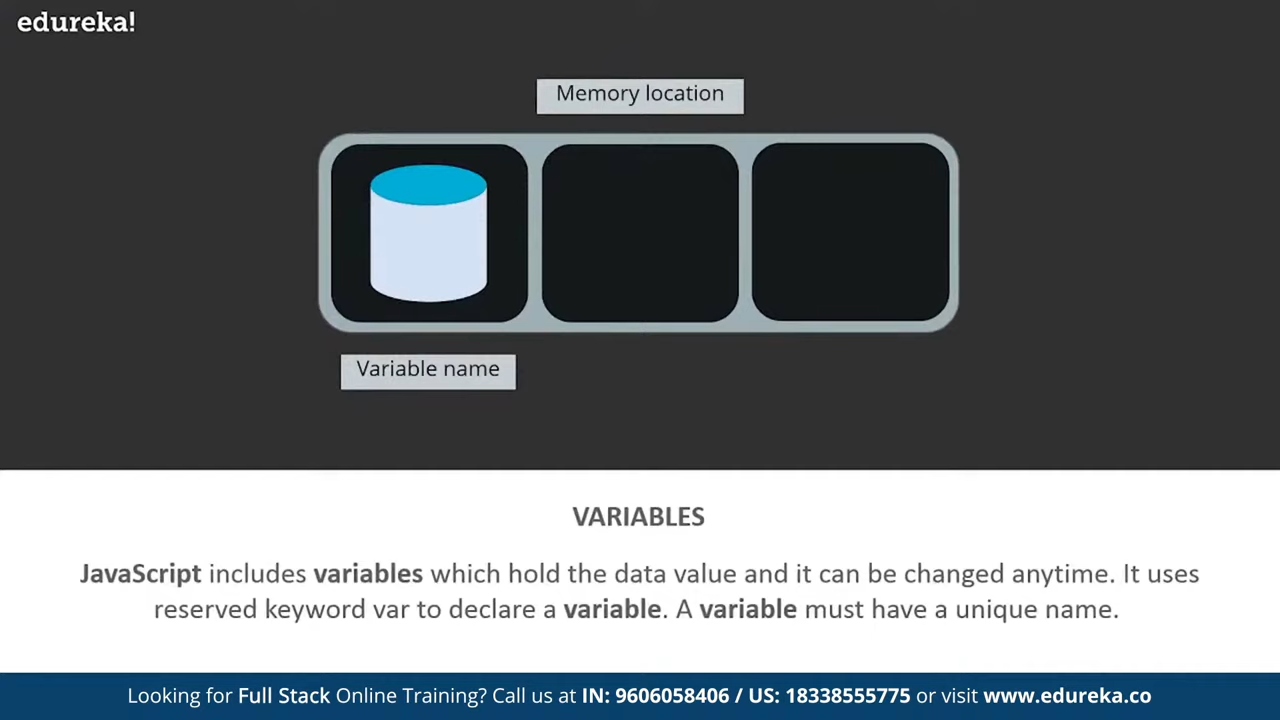 edureka!
Memory location
Variable name
VARIABLES
JavaScript includes variables which hold the data value and it can be changed anytime. It uses
reserved keyword var to declare a variable. A variable must have a unique name.
Looking for Full Stack Online Training? Call us at IN: 9606058406 / US: 18338555775 or visit www.edureka.co